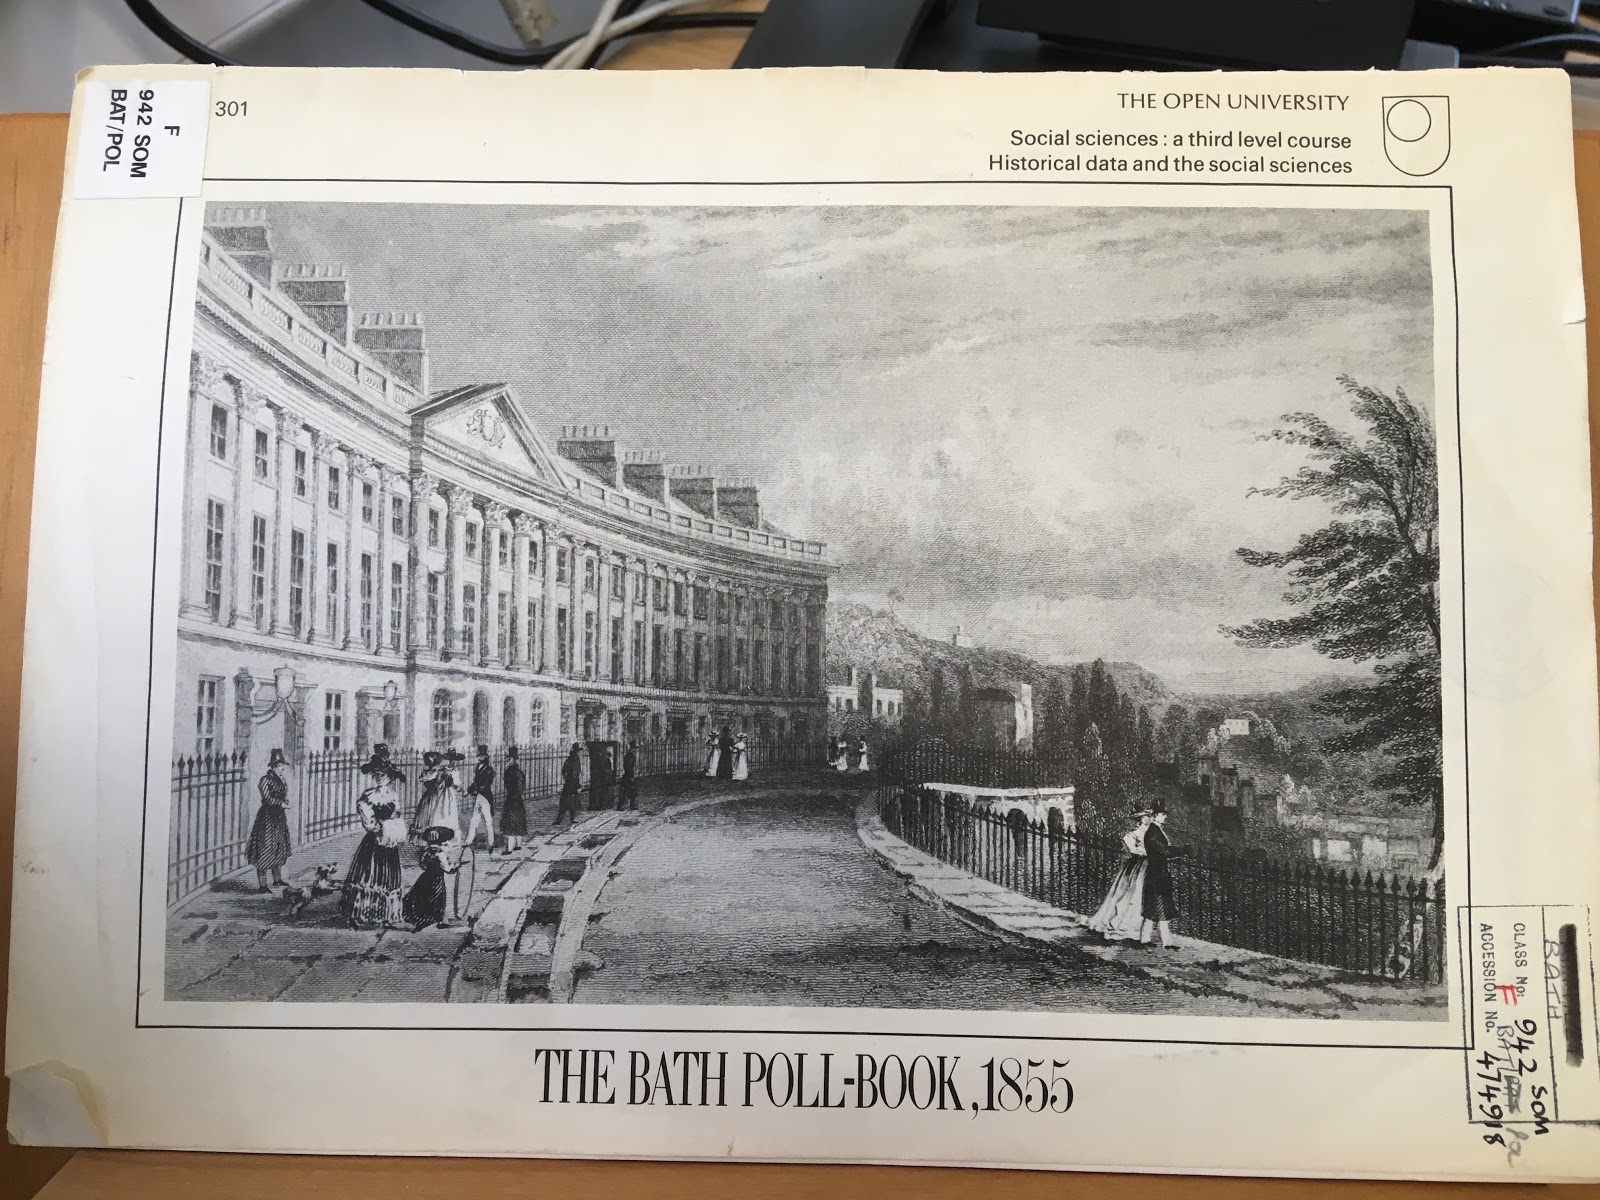 F
942 SOM
BAT/POL
301
THE OPEN UNIVERSITY
Social sciences : a third level course
Historical data and the social sciences
THE BATH POLL-BOOK, 1855
BATH
CLASS No: F 942 SOM
ACCESSION No. 474918